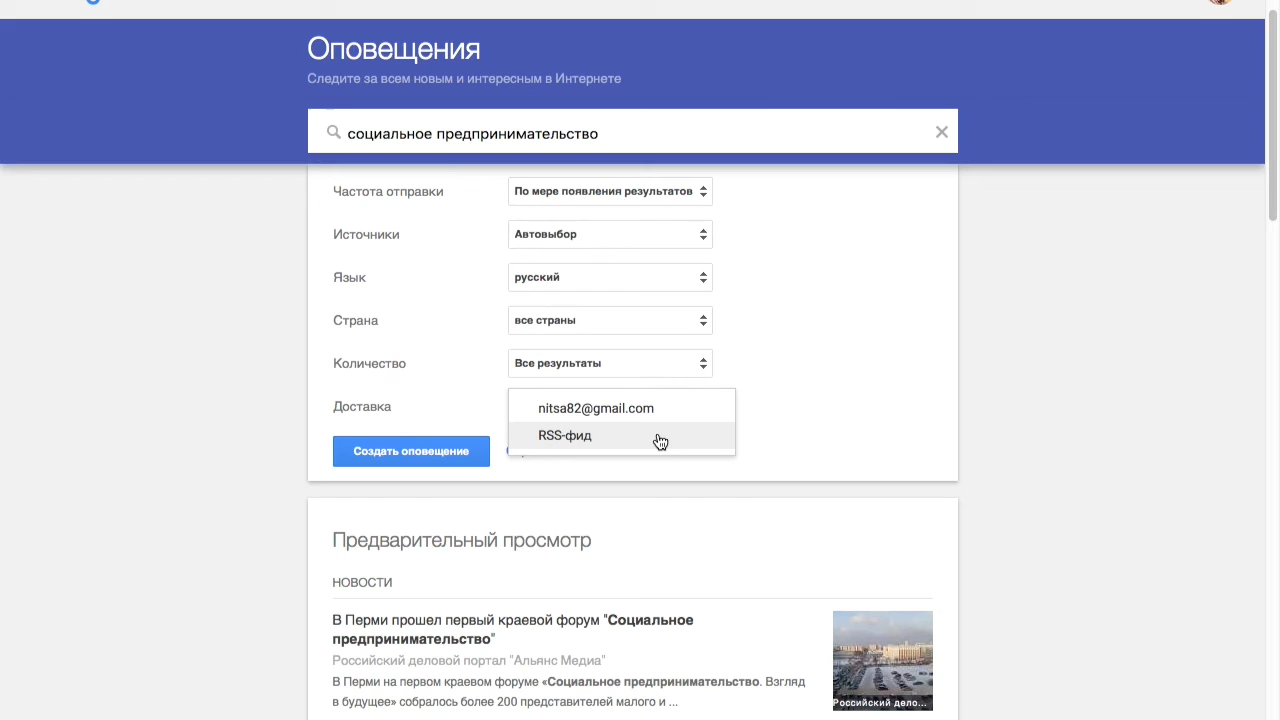 Оповещения
Следите за всем новым и интересным в Интернете
социальное предпринимательство
Частота отправки
По мере появления результатов
Источники
Автовыбор
Язык
русский
Страна
все страны
Количество
Все результаты
Доставка
nitsa82@gmail.com
RSS-фид
Создать оповещение
Предварительный просмотр
НОВОСТИ
В Перми прошел первый краевой форум "Социальное
предпринимательство"
Российский деловой портал "Альянс Медиа"
В Перми на первом краевом форуме «Социальное предпринимательство. Взгляд
в будущее» собралось более 200 представителей малого и ...
Российский дело...